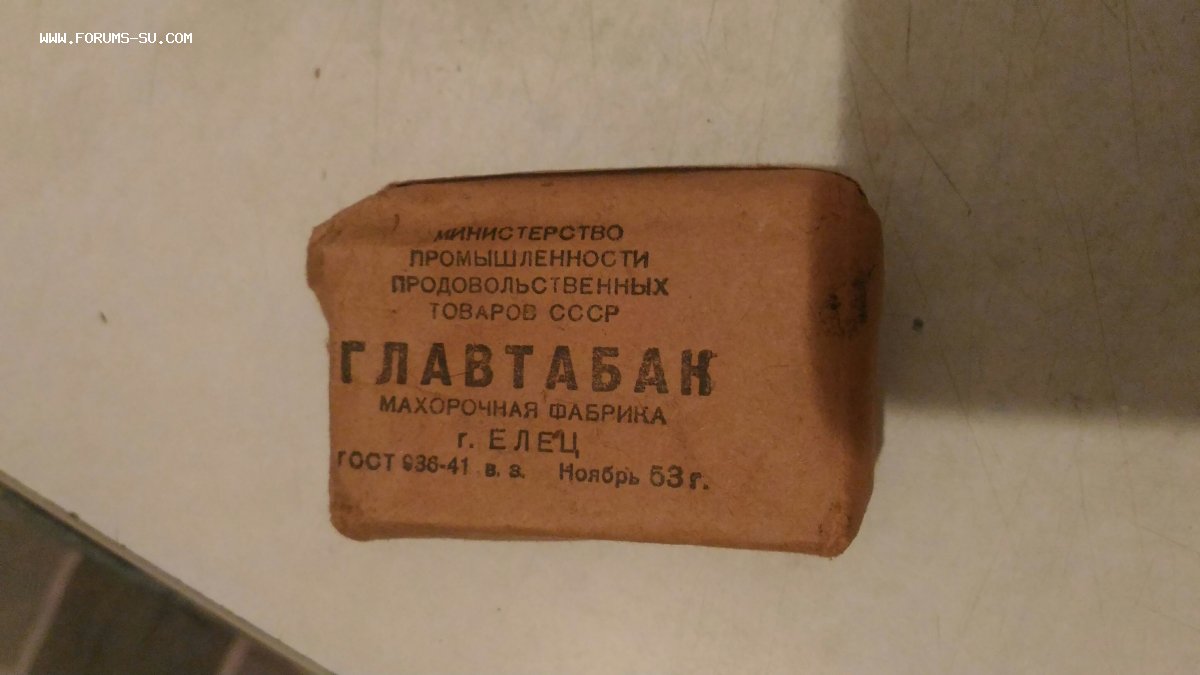 WWW.FORUMS-SU.COM
МИНИСТЕРСТВО
ПРОМЫШЛЕННОСТИ
ПРОДОВОЛЬСТВЕННЫХ
ТОВАРОВ СССР
ГЛАВТАБАК
МАХОРОЧНАЯ ФАБРИКА
г. ЕЛЕЦ
ГОСТ 936-41 в. з. Ноябрь 53 г.